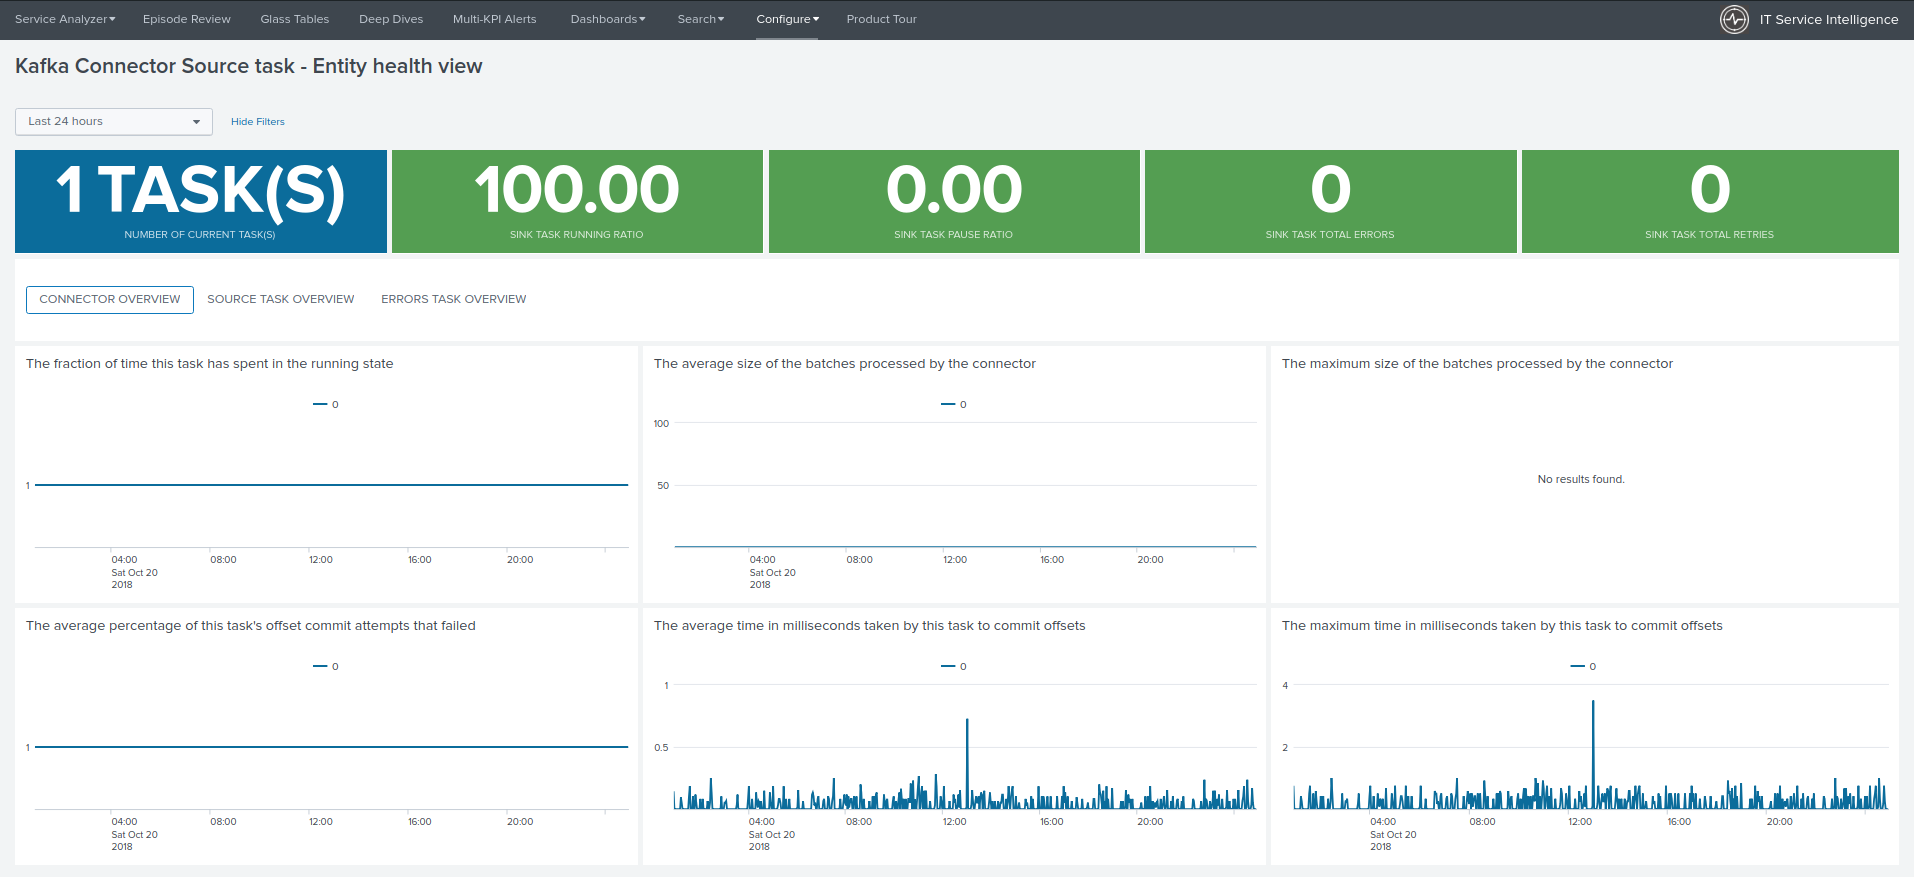 Service Analyzer Episode Review Glass Tables Deep Dives Multi-KPI Alerts Dashboards Search Configure Product Tour IT Service Intelligence
Kafka Connector Source task - Entity health view
Last 24 hours Hide Filters
1 TASK(S)
NUMBER OF CURRENT TASK(S)
100.00
SINK TASK RUNNING RATIO
0.00
SINK TASK PAUSE RATIO
0
SINK TASK TOTAL ERRORS
0
SINK TASK TOTAL RETRIES
CONNECTOR OVERVIEW SOURCE TASK OVERVIEW ERRORS TASK OVERVIEW
The fraction of time this task has spent in the running state
0
1
04:00 08:00 12:00 16:00 20:00
Sat Oct 20
2018
The average size of the batches processed by the connector
0
100
50
04:00 08:00 12:00 16:00 20:00
Sat Oct 20
2018
The maximum size of the batches processed by the connector
No results found.
The average percentage of this task's offset commit attempts that failed
0
1
04:00 08:00 12:00 16:00 20:00
Sat Oct 20
2018
The average time in milliseconds taken by this task to commit offsets
0
1
0.5
04:00 08:00 12:00 16:00 20:00
Sat Oct 20
2018
The maximum time in milliseconds taken by this task to commit offsets
0
4
2
04:00 08:00 12:00 16:00 20:00
Sat Oct 20
2018